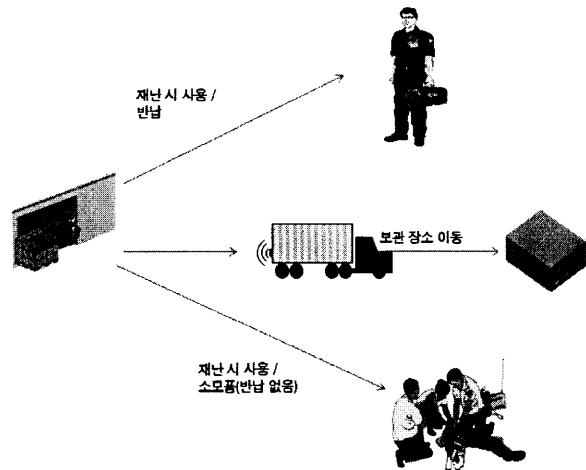 재난 시 사용 /
반납
보관 장소 이동
재난 시 사용 /
소모품(반납 없음)